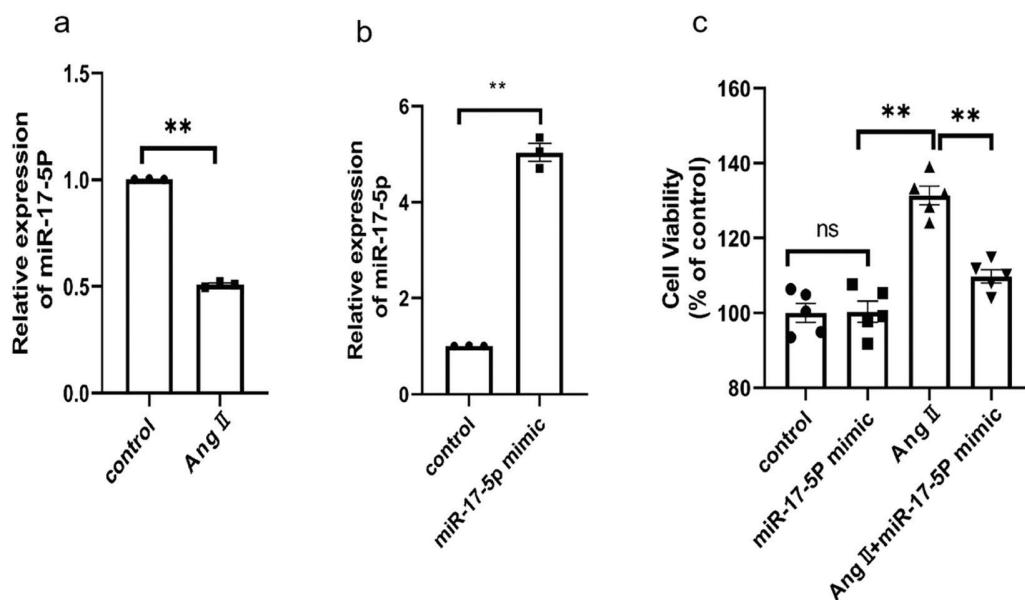 a
Relative expression
of miR-17-5P
1.5
1.0
0.5
0.0
**
control
Ang Ⅱ
b
Relative expression
of miR-17-5p
6
4
2
0
**
control
miR-17-5p mimic
c
Cell Viability
(% of control)
160
140
120
100
80
ns
**
**
control
miR-17-5P mimic
Ang Ⅱ
Ang Ⅱ+miR-17-5P mimic